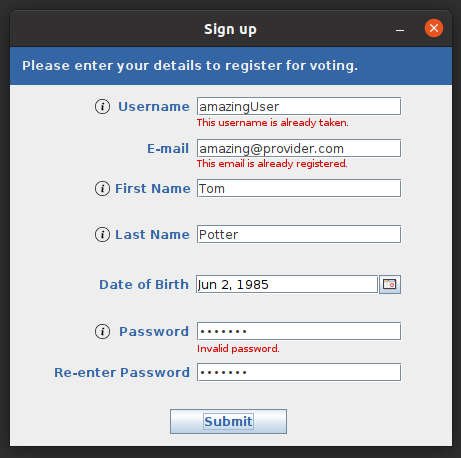 Sign up
Please enter your details to register for voting.
Username amazingUser
This username is already taken.
E-mail amazing@provider.com
This email is already registered.
First Name Tom
Last Name Potter
Date of Birth Jun 2, 1985
Password •••••••
Invalid password.
Re-enter Password •••••••
Submit